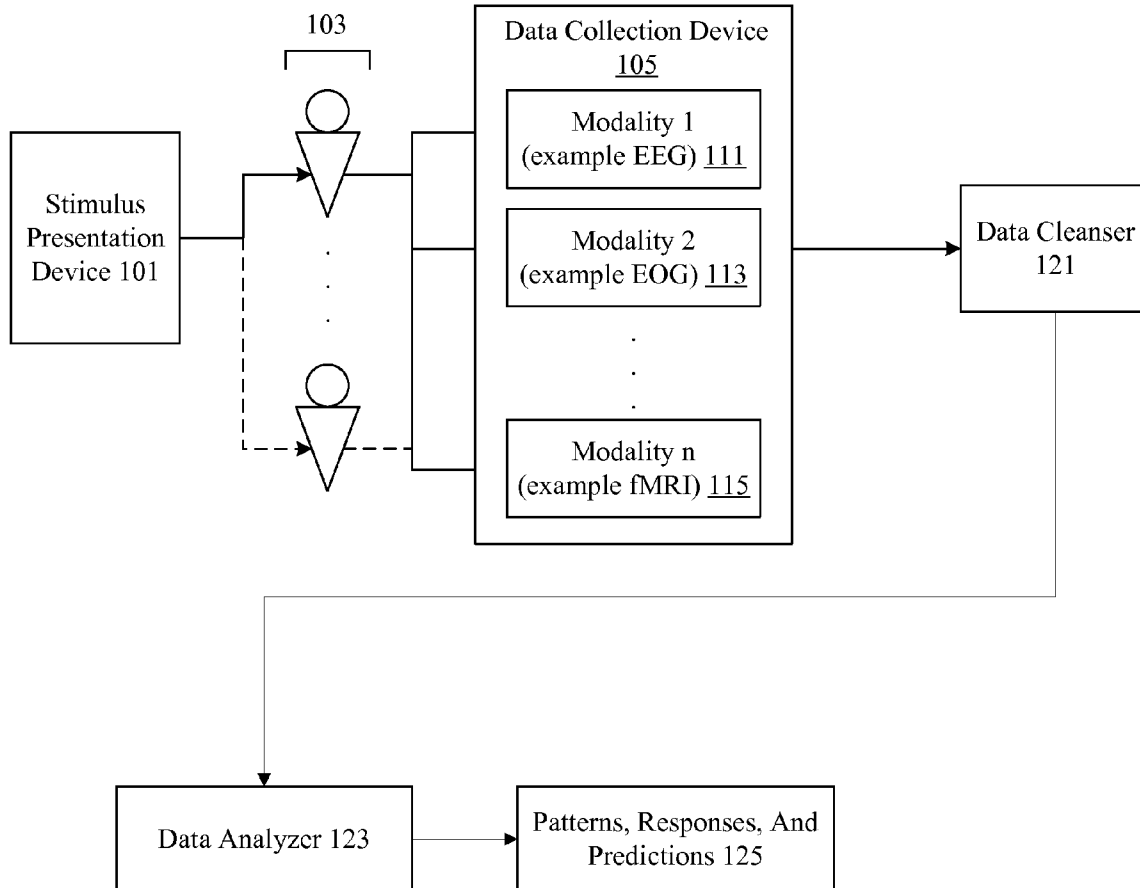 103
Stimulus
Presentation
Device 101
Data Collection Device
105
Modality 1
(example EEG) 111
Modality 2
(example EOG) 113
Modality n
(example fMRI) 115
Data Cleanser
121
Data Analyzer 123
Patterns, Responses, And
Predictions 125